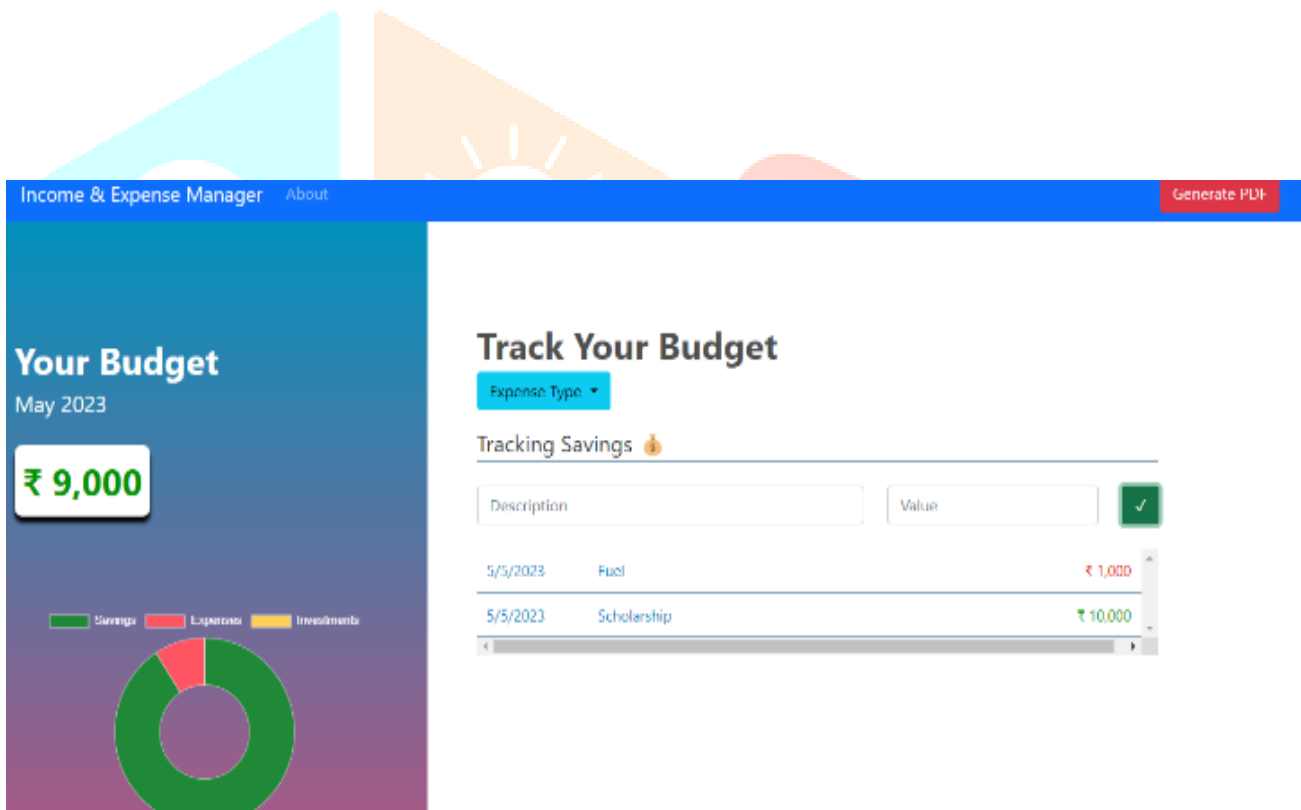 Income & Expense Manager About Generate PDF
Your Budget
May 2023
₹ 9,000
Savings Expenses Investments
Track Your Budget
Expense Type
Tracking Savings
Description Value
5/5/2023 Fuel ₹ 1,000
5/5/2023 Scholarship ₹ 10,000